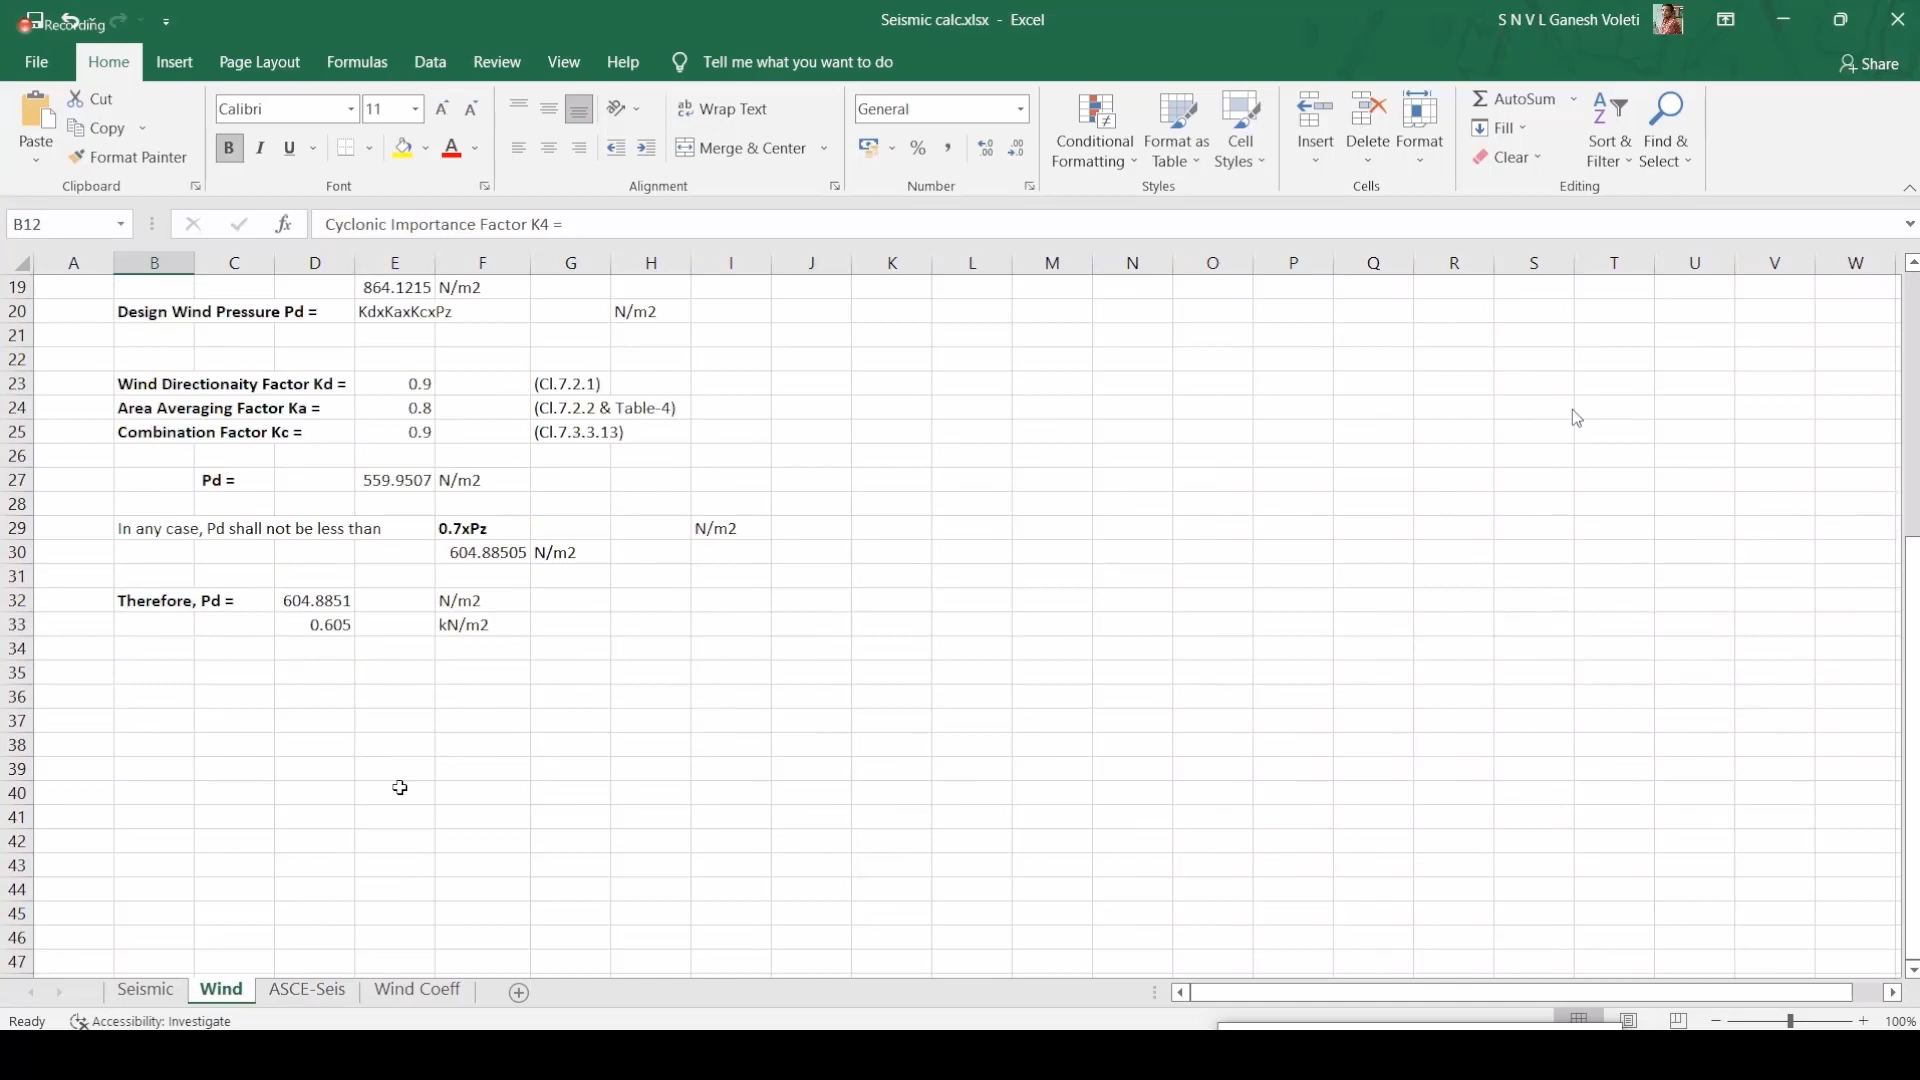 Recording
Seismic calc.xlsx - Excel
S N V L Ganesh Voleti
File Home Insert Page Layout Formulas Data Review View Help Tell me what you want to do
Share
Paste
Cut
Copy
Format Painter
Clipboard
Calibri 11
B I U
Font
Wrap Text
Merge & Center
Alignment
General
Number
Conditional Formatting
Format as Table
Cell Styles
Styles
Insert Delete Format
Cells
AutoSum
Fill
Clear
Sort & Filter
Find & Select
Editing
B12 fx Cyclonic Importance Factor K4 =
A B C D E F G H I J K L M N O P Q R S T U V W
19 864.1215 N/m2
20 Design Wind Pressure Pd = KdxKaxKcxPz N/m2
21
22
23 Wind Directionaity Factor Kd = 0.9 (Cl.7.2.1)
24 Area Averaging Factor Ka = 0.8 (Cl.7.2.2 & Table-4)
25 Combination Factor Kc = 0.9 (Cl.7.3.3.13)
26
27 Pd = 559.9507 N/m2
28
29 In any case, Pd shall not be less than 0.7xPz N/m2
30 604.88505 N/m2
31
32 Therefore, Pd = 604.8851 N/m2
33 0.605 kN/m2
34
35
36
37
38
39
40
41
42
43
44
45
46
47
Seismic Wind ASCE-Seis Wind Coeff
Ready Accessibility: Investigate 100%